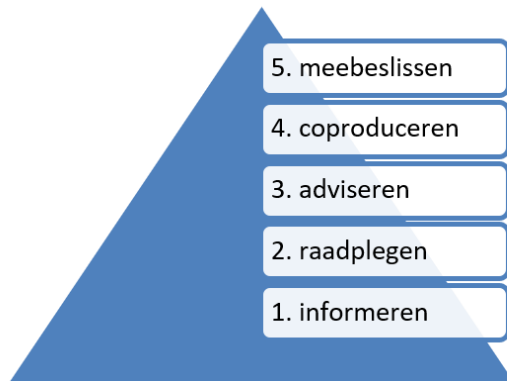 5. meebeslissen
4. coproduceren
3. adviseren
2. raadplegen
1. informeren